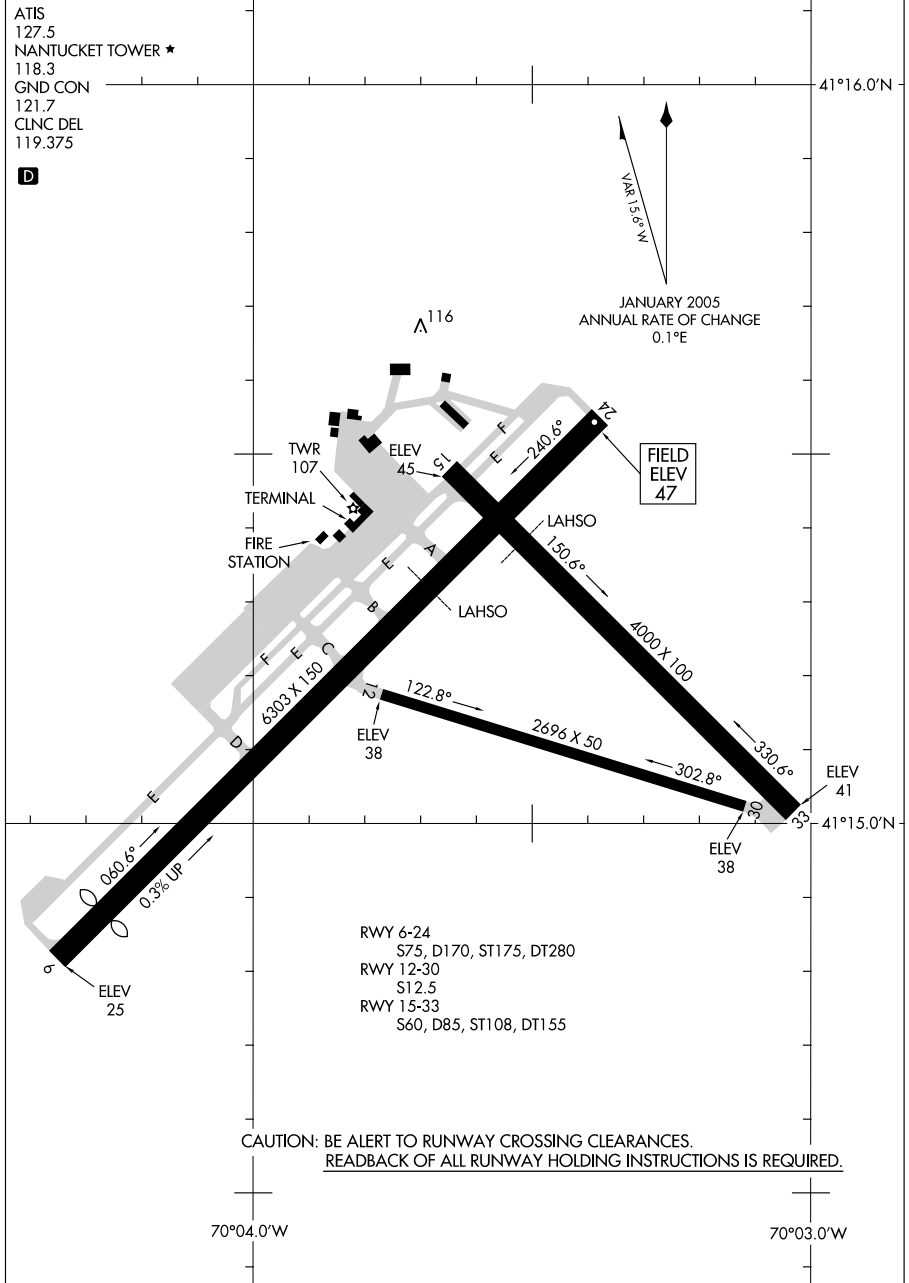 ATIS
127.5
NANTUCKET TOWER ★
118.3
GND CON
121.7
CLNC DEL
119.375
D
41°16.0'N
VAR 15.6° W
JANUARY 2005
ANNUAL RATE OF CHANGE
0.1°E
116
24
240.6°
F
E
FIELD
ELEV
47
TWR
107
ELEV
45
15
TERMINAL
FIRE
STATION
LAHSO
150.6°
A
E
LAHSO
B
4000 X 100
C
F
E
6303 X 150
12
122.8°
ELEV
38
2696 X 50
302.8°
330.6°
ELEV
41
D
30
33
41°15.0'N
ELEV
38
E
060.6°
0.3% UP
6
ELEV
25
RWY 6-24
S75, D170, ST175, DT280
RWY 12-30
S12.5
RWY 15-33
S60, D85, ST108, DT155
CAUTION: BE ALERT TO RUNWAY CROSSING CLEARANCES.
READBACK OF ALL RUNWAY HOLDING INSTRUCTIONS IS REQUIRED.
70°04.0'W
70°03.0'W